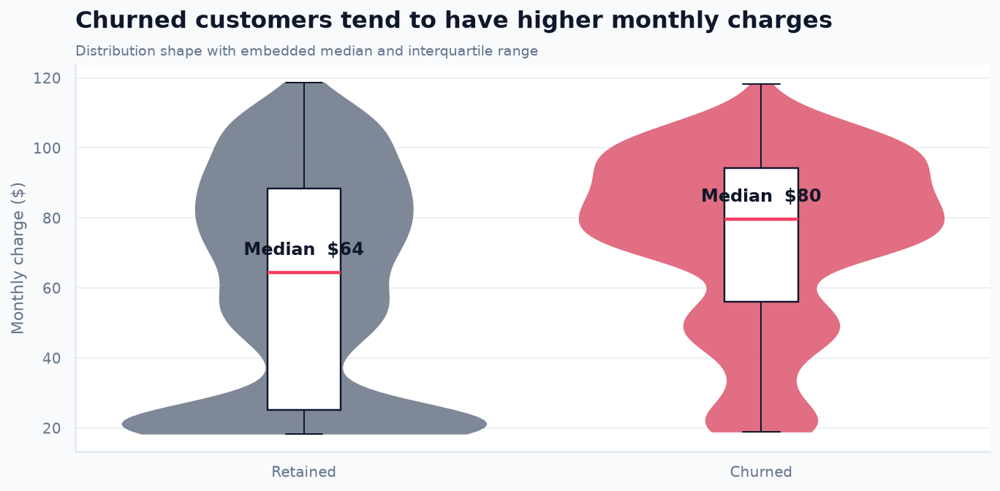 Churned customers tend to have higher monthly charges
Distribution shape with embedded median and interquartile range
Monthly charge ($)
120
100
80
60
40
20
Median $64
Median $80
Retained
Churned